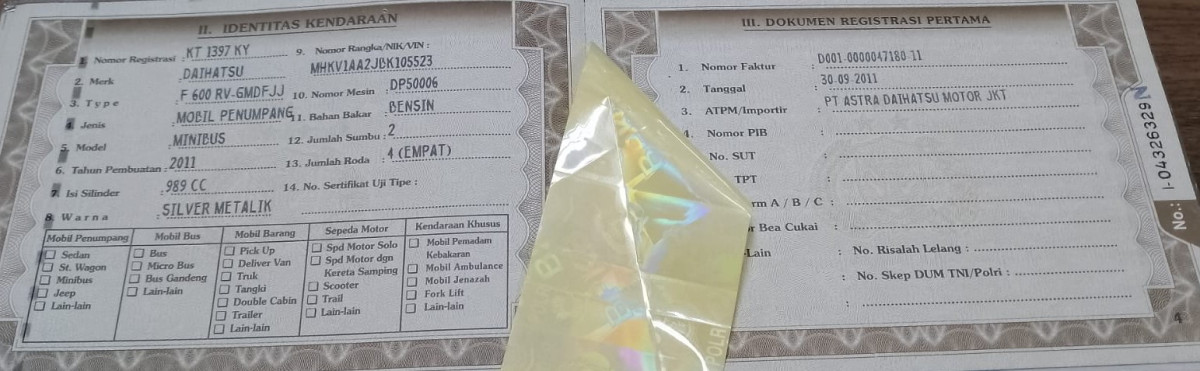 II. IDENTITAS KENDARAAN
1. Nomor Registrasi : KT 1397 KY
2. Merk : DAIHATSU
3. Type : F 600 RV-GMDFJJ
4. Jenis : MOBIL PENUMPANG
5. Model : MINIBUS
6. Tahun Pembuatan : 2011
7. Isi Silinder : 989 CC
8. Warna : SILVER METALIK
9. Nomor Rangka/NIK/VIN :
MHKV1AA2JBK105523
10. Nomor Mesin : DP50006
11. Bahan Bakar : BENSIN
12. Jumlah Sumbu : 2
13. Jumlah Roda : 4 (EMPAT)
14. No. Sertifikat Uji Tipe :
Mobil Penumpang
Sedan
St. Wagon
Minibus
Jeep
Lain-lain
Mobil Bus
Bus
Micro Bus
Bus Gandeng
Lain-lain
Mobil Barang
Pick Up
Deliver Van
Truk
Tangki
Double Cabin
Trailer
Lain-lain
Sepeda Motor
Spd Motor Solo
Spd Motor dgn
Kereta Samping
Scooter
Trail
Lain-lain
Kendaraan Khusus
Mobil Pemadam
Kebakaran
Mobil Ambulance
Mobil Jenazah
Fork Lift
Lain-lain
III. DOKUMEN REGISTRASI PERTAMA
1. Nomor Faktur : D001-0000047180-11
2. Tanggal : 30-09-2011
3. ATPM/Importir : PT ASTRA DAIHATSU MOTOR JKT
4. Nomor PIB :
No. SUT :
TPT :
rm A / B / C :
r Bea Cukai :
-Lain : No. Risalah Lelang :
: No. Skep DUM TNI/Polri :
:
No.: I-04326329 N
4
POLRI